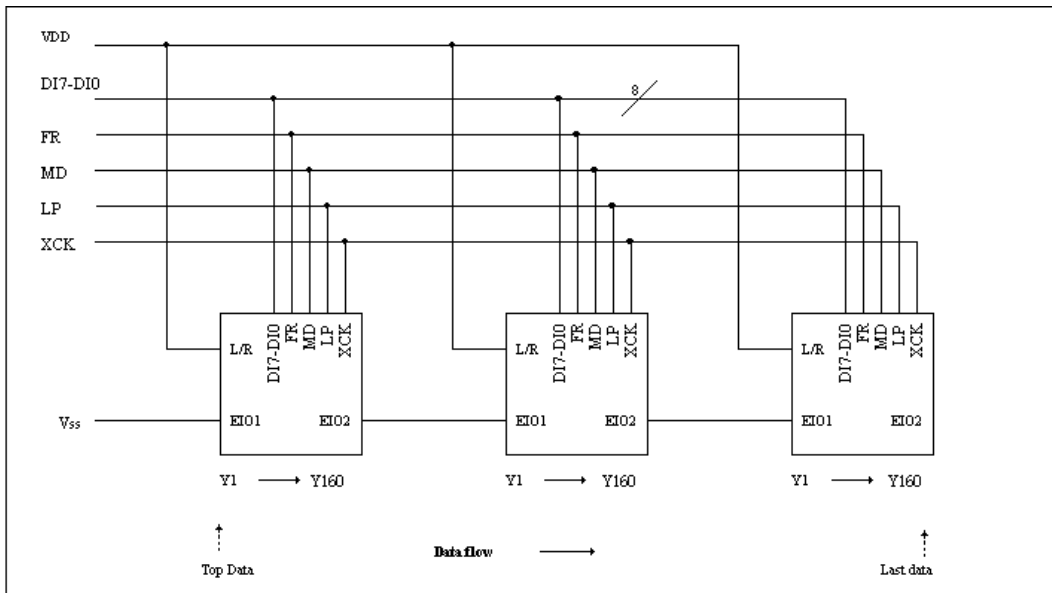 VDD
DI7-DI0
8
FR
MD
LP
XCK
L/R DI7-DI0 FR MD LP XCK
L/R DI7-DI0 FR MD LP XCK
L/R DI7-DI0 FR MD LP XCK
Vss
EIO1 EIO2
EIO1 EIO2
EIO1 EIO2
Y1 Y160
Y1 Y160
Y1 Y160
Data flow
Top Data
Last data